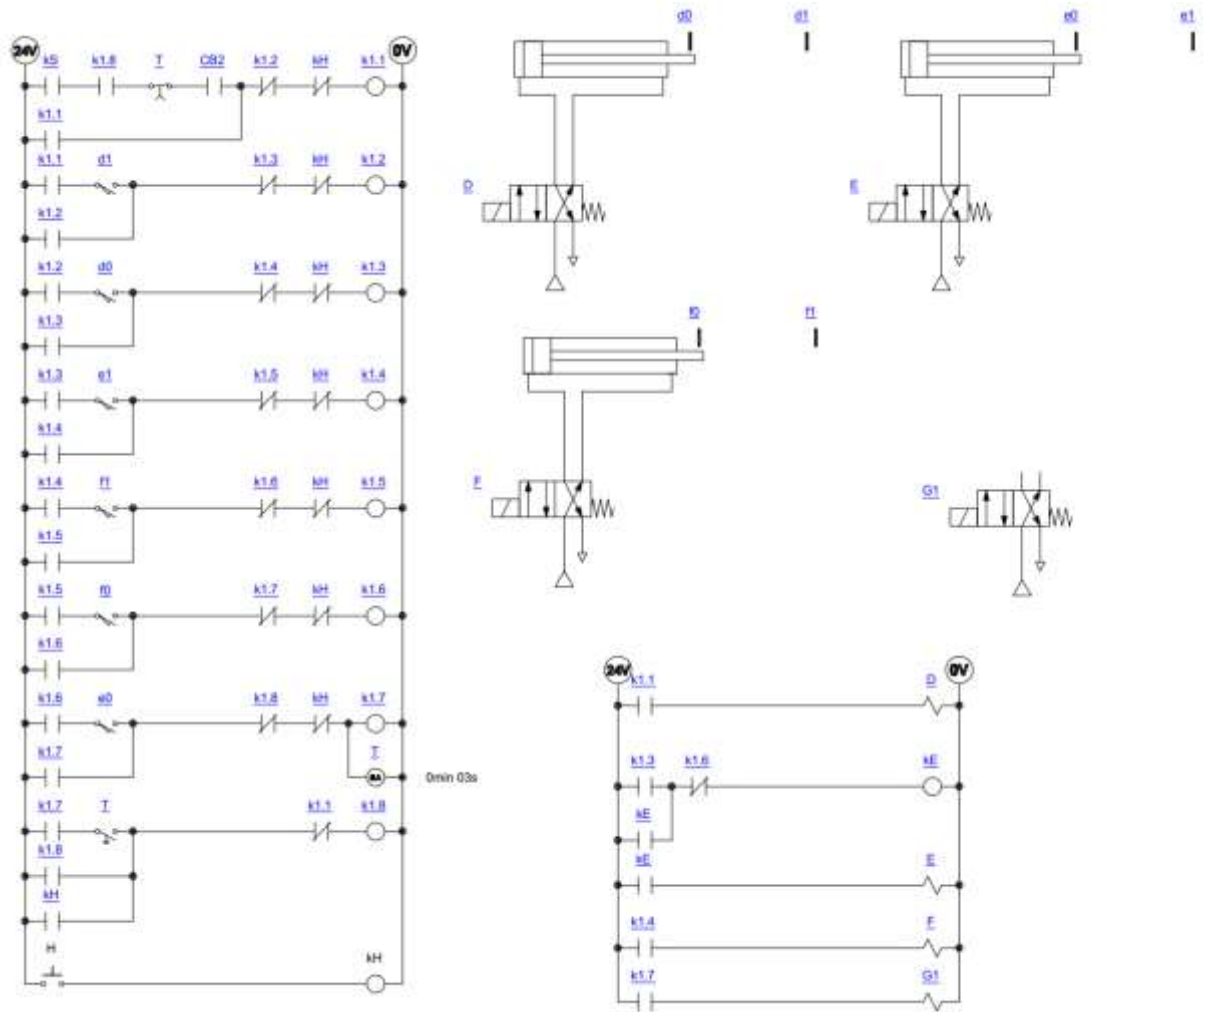 24V 0V
kS k1.8 T CB2 k1.2 kH k1.1
k1.1
k1.1 d1 k1.3 kH k1.2
k1.2
k1.2 d0 k1.4 kH k1.3
k1.3
k1.3 e1 k1.5 kH k1.4
k1.4
k1.4 f1 k1.6 kH k1.5
k1.5
k1.5 f0 k1.7 kH k1.6
k1.6
k1.6 e0 k1.8 kH k1.7
k1.7 T
0min 03s
k1.7 T k1.1 k1.8
k1.8
kH
H kH
d0 d1
D
e0 e1
E
f0 f1
F
G1
24V 0V
k1.1 D
k1.3 k1.6 kE
kE
kE E
k1.4 F
k1.7 G1